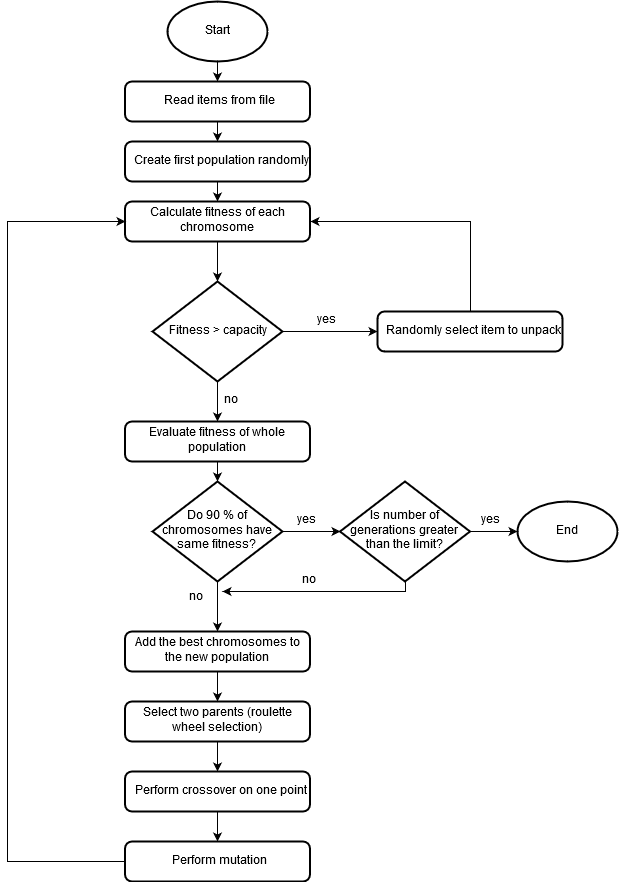 Start
Read items from file
Create first population randomly
Calculate fitness of each
chromosome
Fitness > capacity
yes
Randomly select item to unpack
no
Evaluate fitness of whole
population
Do 90 % of
chromosomes have
same fitness?
yes
Is number of
generations greater
than the limit?
yes
End
no
no
Add the best chromosomes to
the new population
Select two parents (roulette
wheel selection)
Perform crossover on one point
Perform mutation